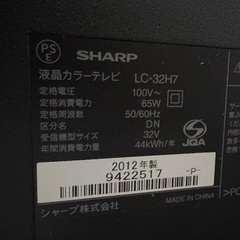 PS
E
SHARP
液晶カラーテレビ LC-32H7
定格電圧 : 100V～
定格消費電力 : 65W
定格周波数 : 50/60Hz
区分名 : DN
受信機型サイズ : 32V
年間消費電力量 : 44kWh/年
JQA
2012年製
9422517 -P-
シャープ株式会社 MADE IN CHINA
>PC